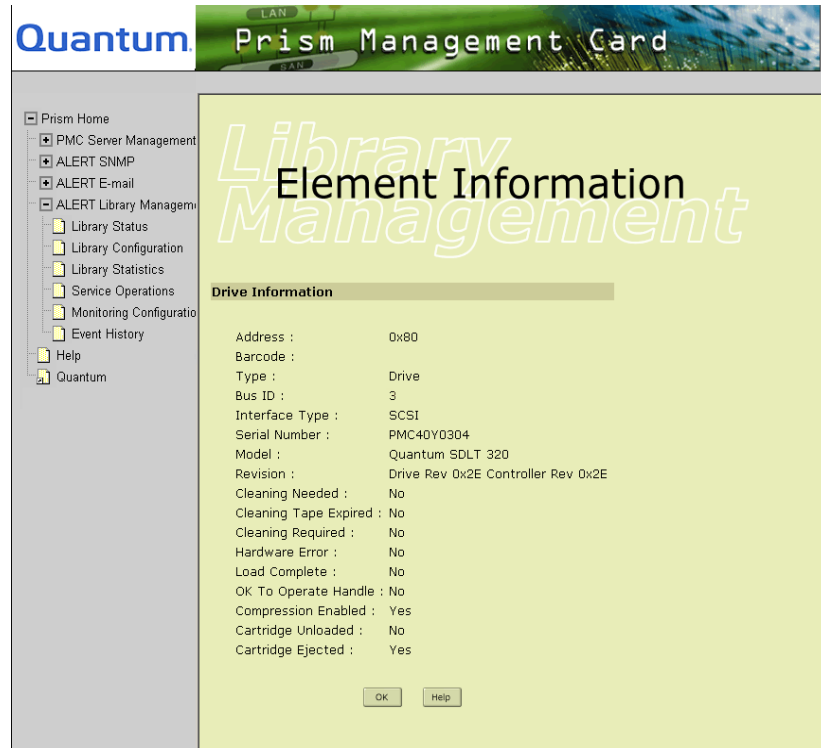 Quantum.
LAN
Prism Management Card
SAN
Prism Home
PMC Server Management
ALERT SNMP
ALERT E-mail
ALERT Library Managem
Library Status
Library Configuration
Library Statistics
Service Operations
Monitoring Configuratio
Event History
Help
Quantum
Library
Management
Element Information
Drive Information
Address : 0x80
Barcode :
Type : Drive
Bus ID : 3
Interface Type : SCSI
Serial Number : PMC40Y0304
Model : Quantum SDLT 320
Revision : Drive Rev 0x2E Controller Rev 0x2E
Cleaning Needed : No
Cleaning Tape Expired : No
Cleaning Required : No
Hardware Error : No
Load Complete : No
OK To Operate Handle : No
Compression Enabled : Yes
Cartridge Unloaded : No
Cartridge Ejected : Yes
OK Help